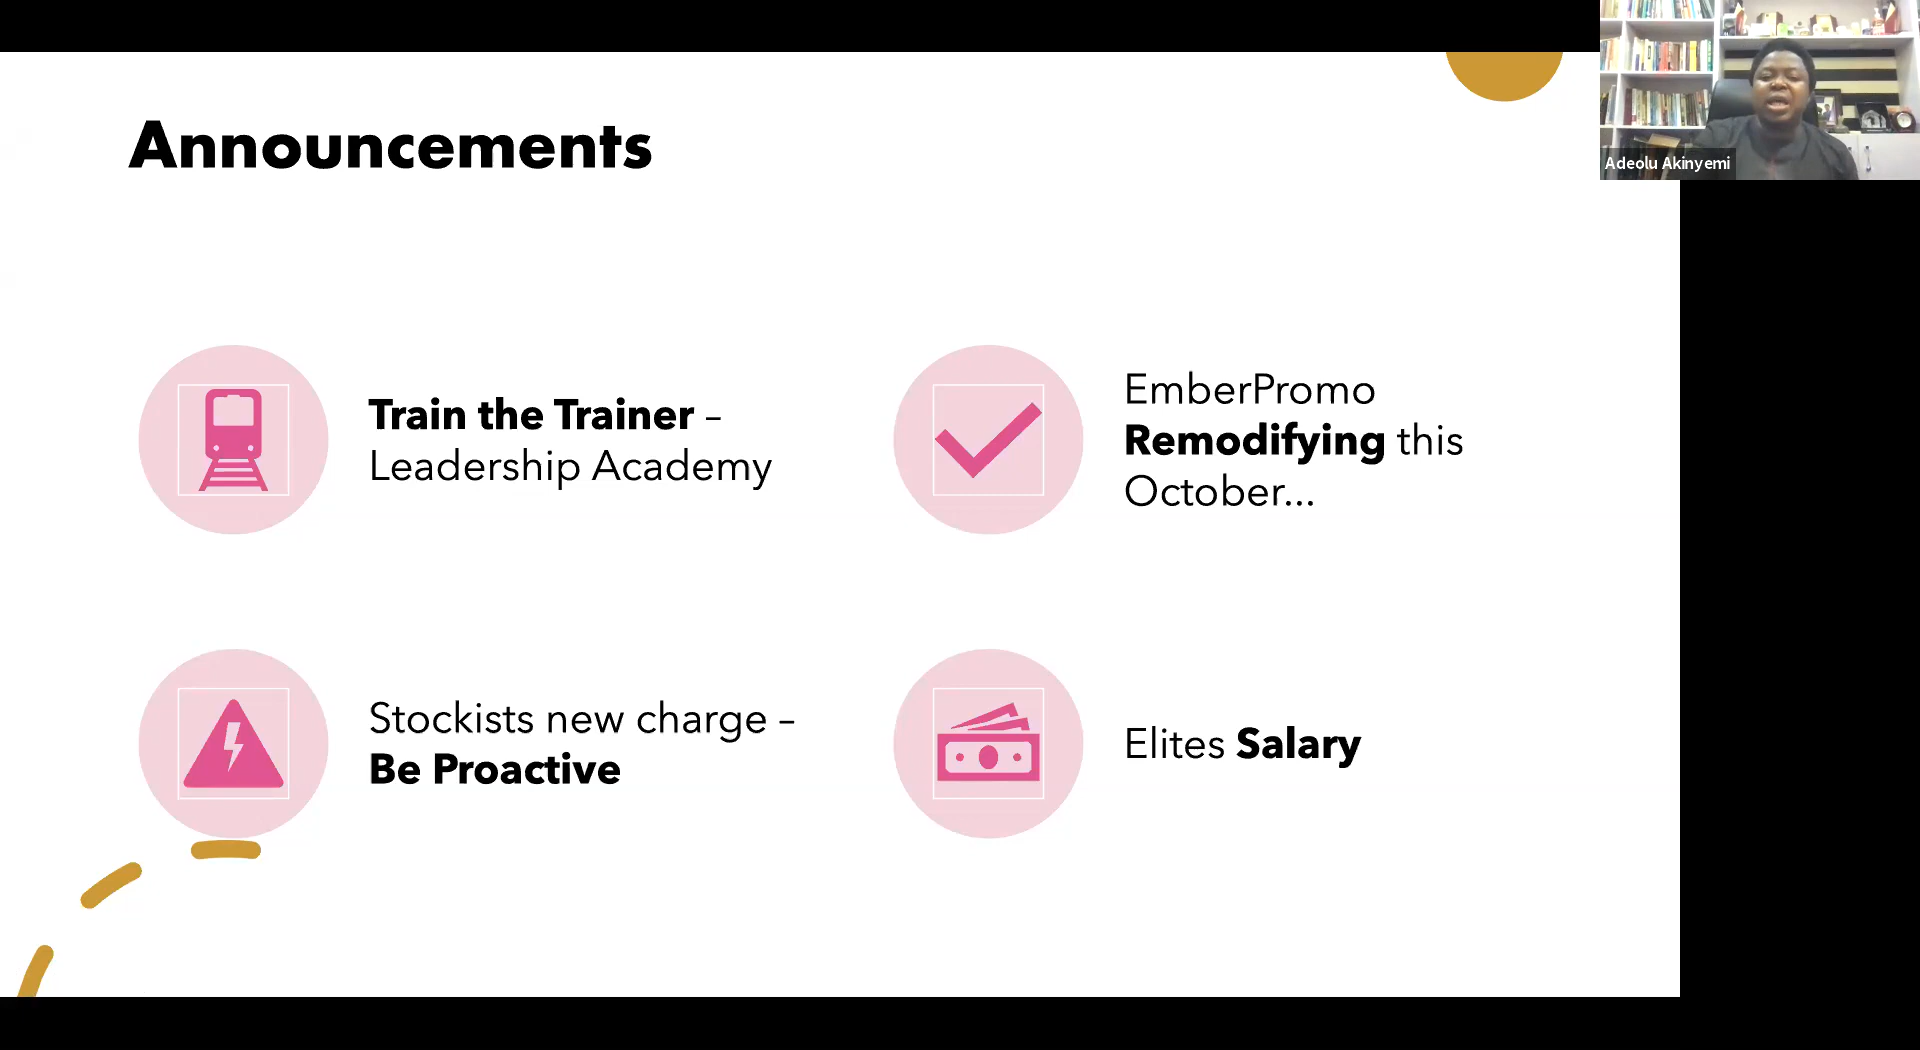 Announcements
Adeolu Akinyemi
Train the Trainer –
Leadership Academy
EmberPromo
Remodifying this
October...
Stockists new charge –
Be Proactive
Elites Salary